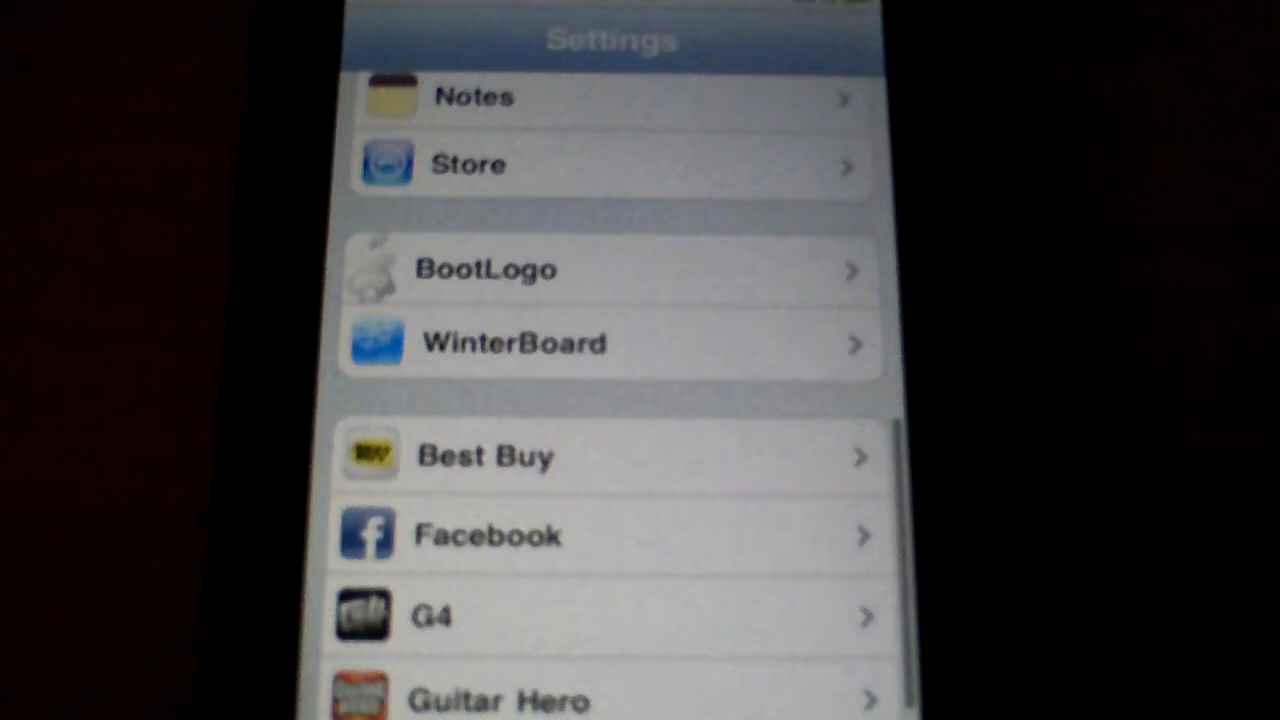 Settings
Notes
Store
BootLogo
WinterBoard
Best Buy
Facebook
G4
Guitar Hero